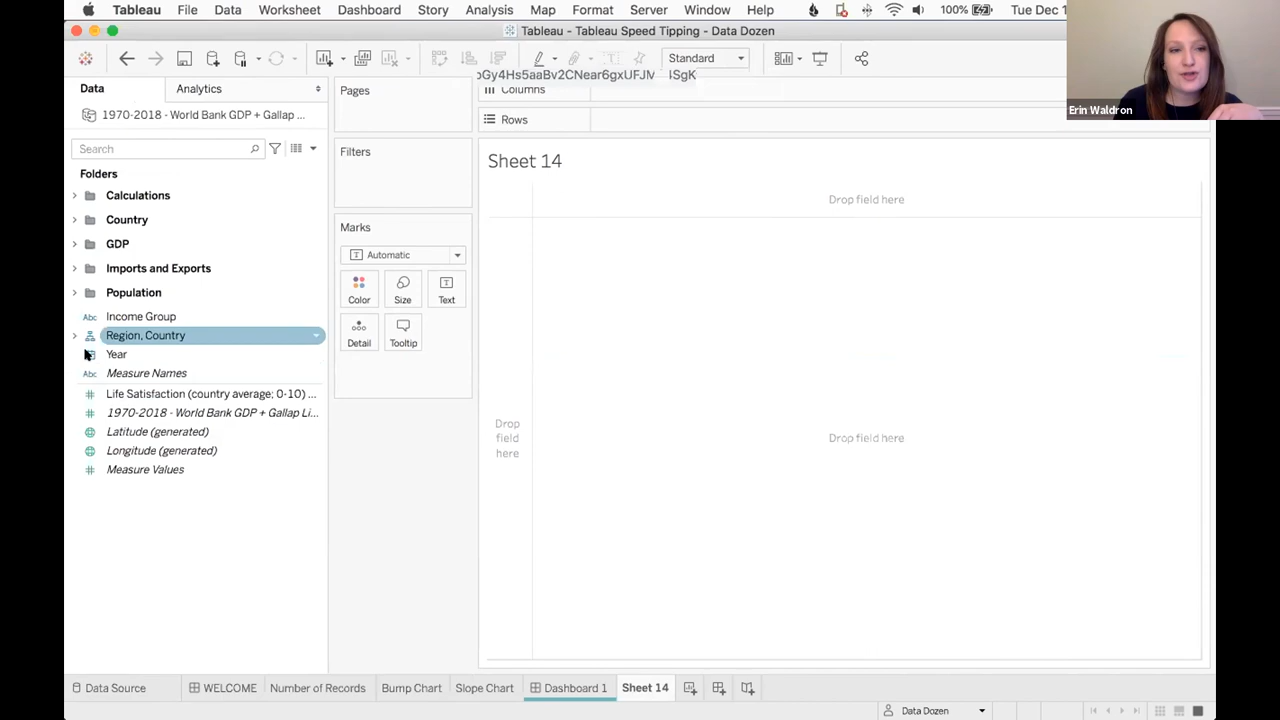 Tableau File Data Worksheet Dashboard Story Analysis Map Format Server Window Help 100% Tue Dec 1
Tableau - Tableau Speed Tipping - Data Dozen
Standard
Erin Waldron
Data Analytics
Pages
Columns
1970-2018 - World Bank GDP + Gallap ...
Rows
Search
Filters
Sheet 14
Folders
Calculations
Drop field here
Country
Marks
GDP
Automatic
Imports and Exports
Population
Color Size Text
Income Group
Region, Country
Detail Tooltip
Abc Year
Abc Measure Names
Life Satisfaction (country average; 0-10) ...
1970-2018 - World Bank GDP + Gallap Li...
Latitude (generated)
Drop field here
Drop field here
Longitude (generated)
Measure Values
Data Source WELCOME Number of Records Bump Chart Slope Chart Dashboard 1 Sheet 14
Data Dozen